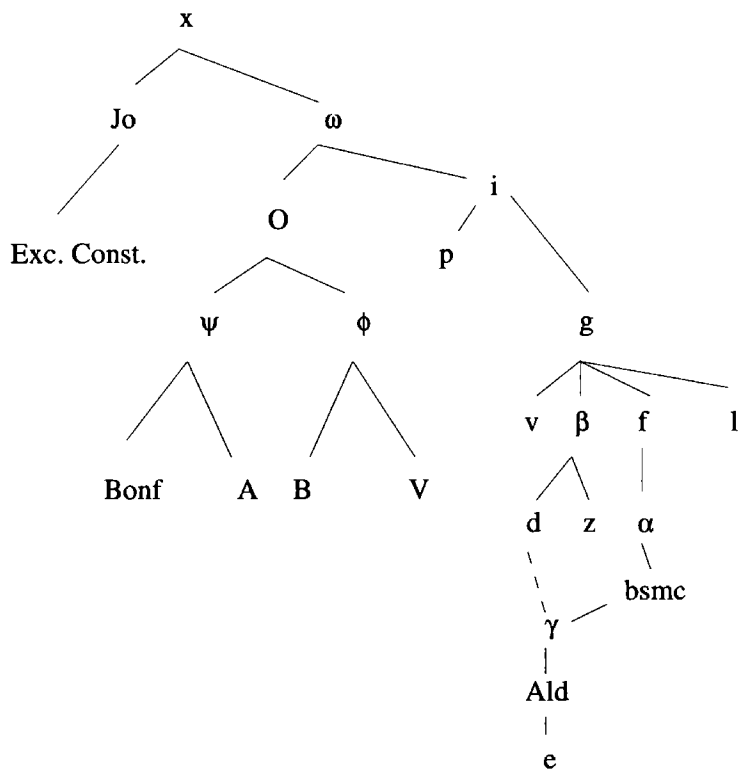 x
Jo ω
i
O
Exc. Const. p
ψ φ g
v β f l
Bonf A B V
d z α
bsmc
γ
Ald
e